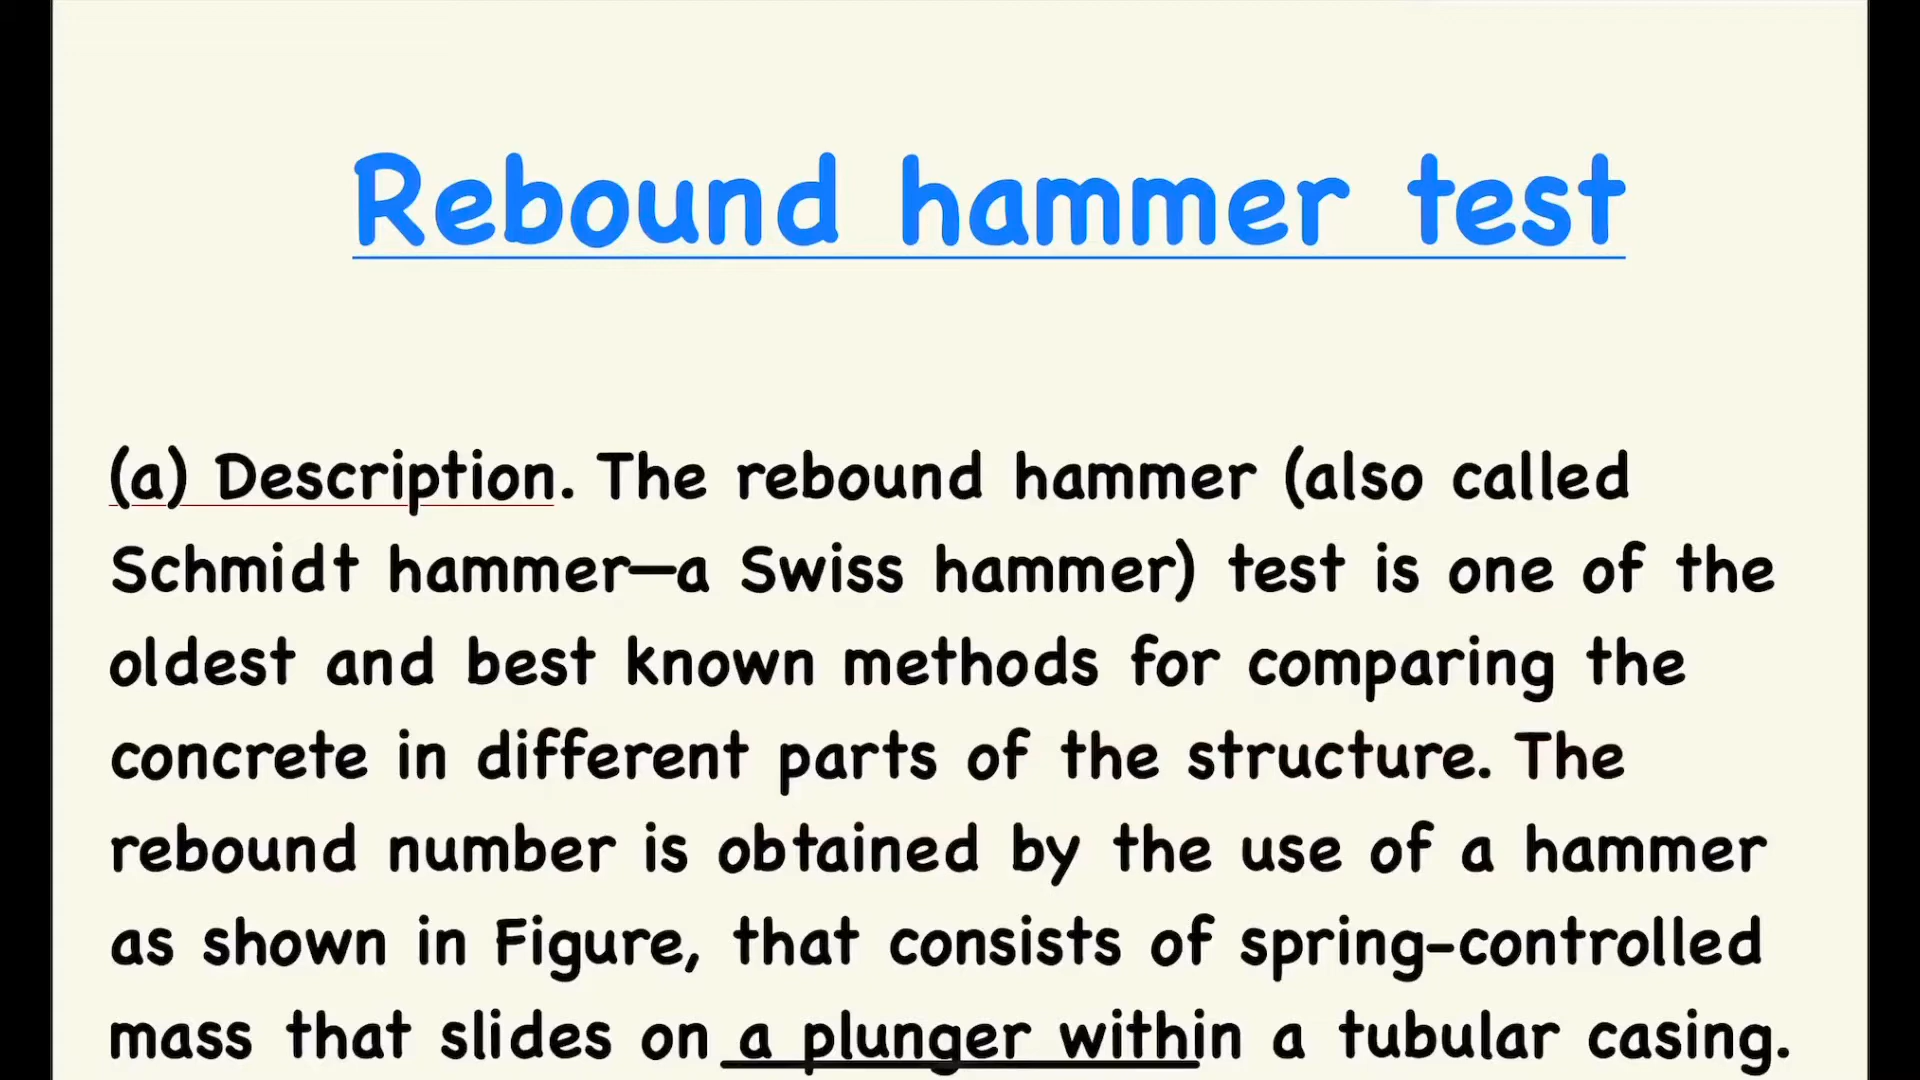 Rebound hammer test
(a) Description. The rebound hammer (also called
Schmidt hammer—a Swiss hammer) test is one of the
oldest and best known methods for comparing the
concrete in different parts of the structure. The
rebound number is obtained by the use of a hammer
as shown in Figure, that consists of spring-controlled
mass that slides on a plunger within a tubular casing.